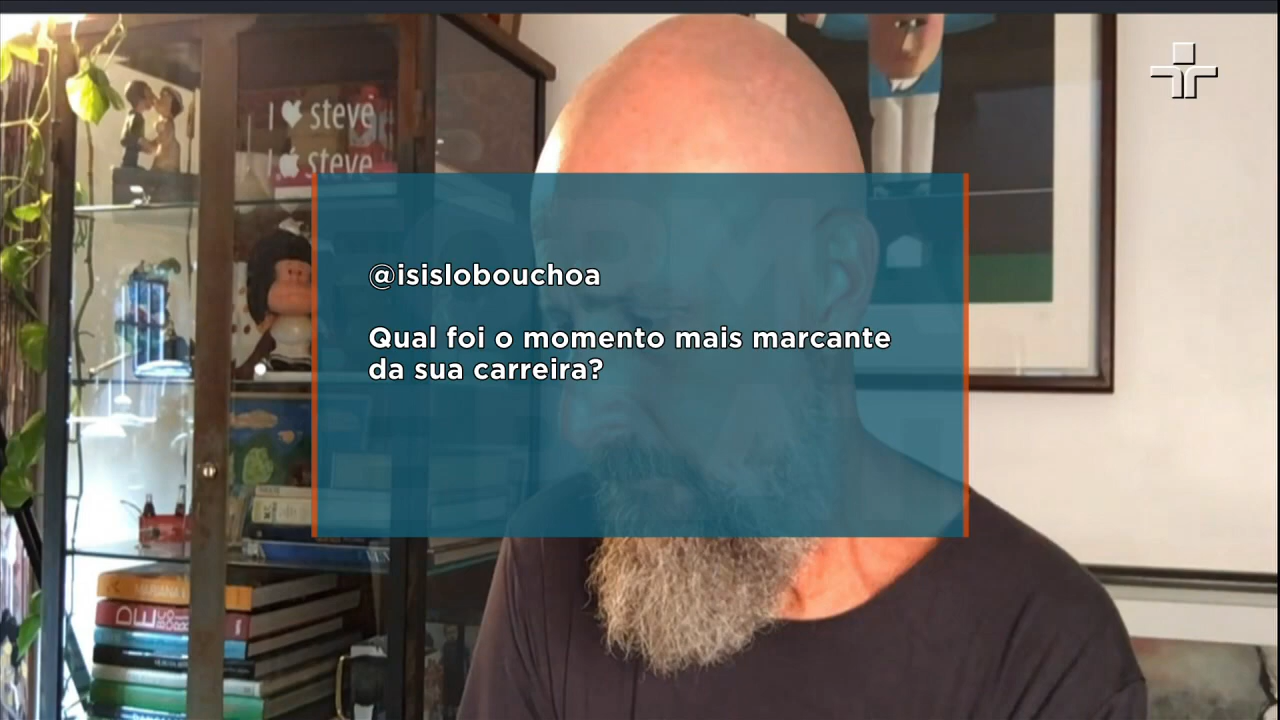 I steve
I steve
@isislobouchoa
Qual foi o momento mais marcante
da sua carreira?